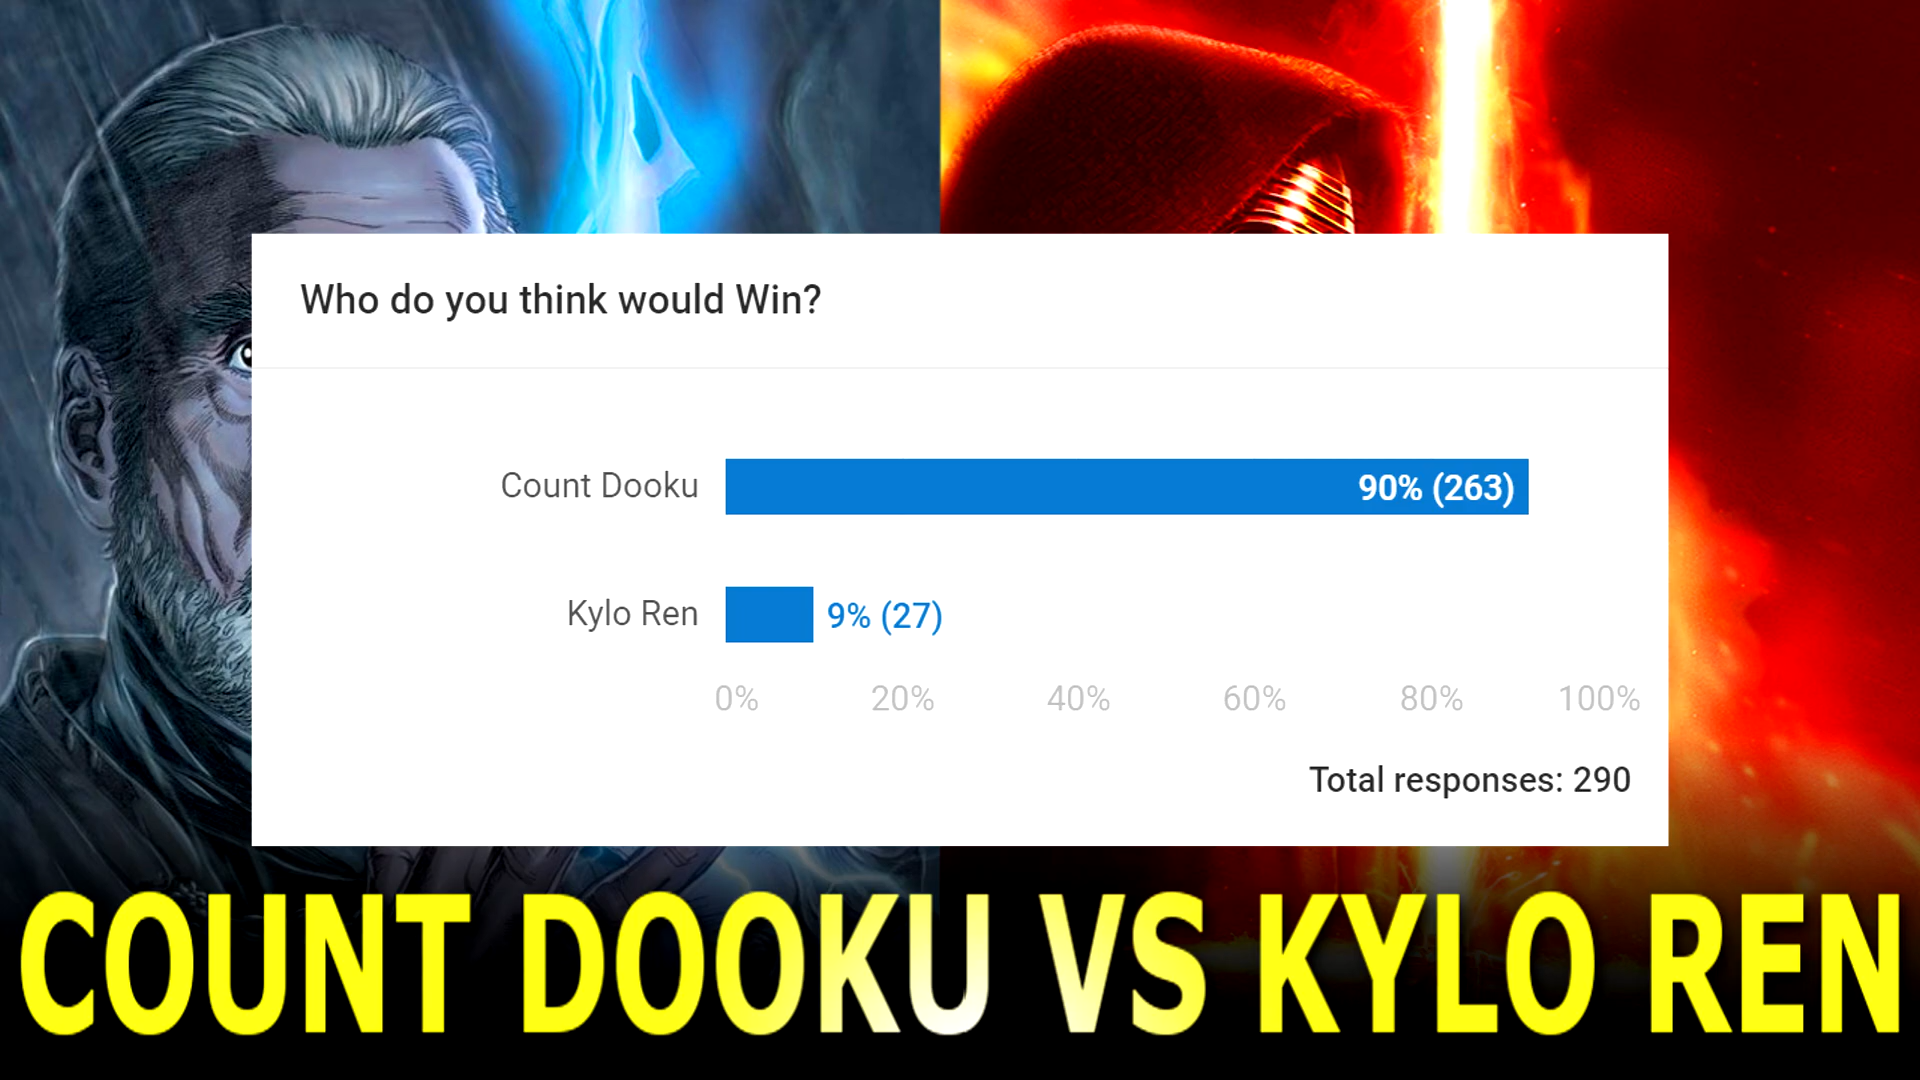 Who do you think would Win?
Count Dooku 90% (263)
Kylo Ren 9% (27)
0% 20% 40% 60% 80% 100%
Total responses: 290
COUNT DOOKU VS KYLO REN